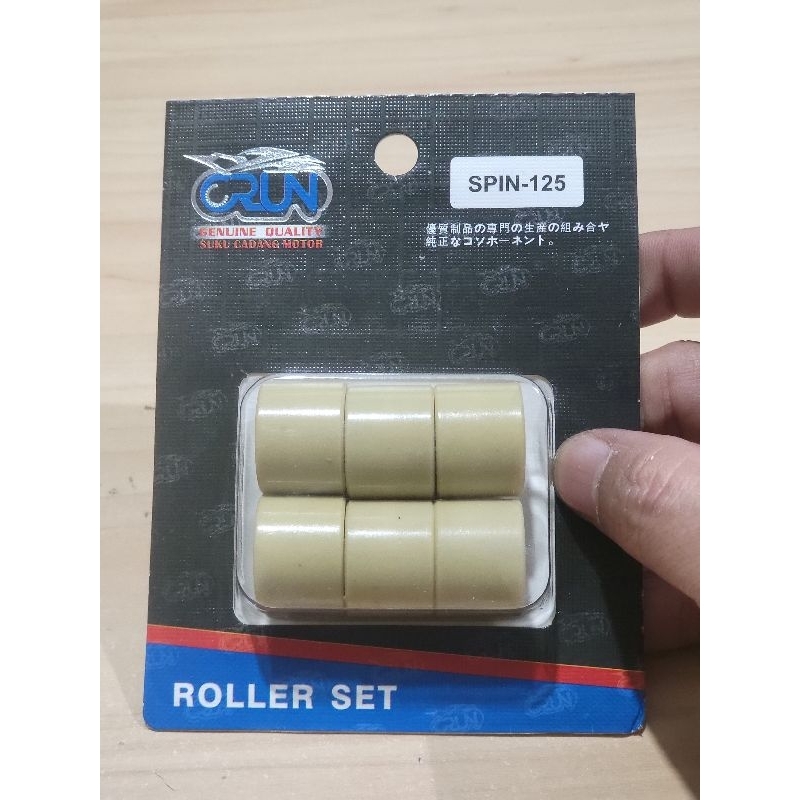 CRUN
GENUINE QUALITY
SUKU CADANG MOTOR
SPIN-125
優質制品の専門の生産の組み合ヤ
純正なコソホーネント。
ROLLER SET